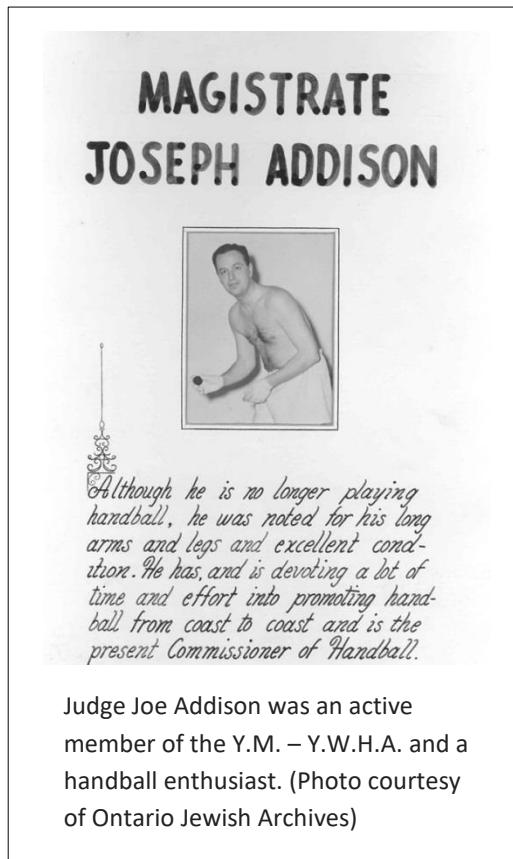 MAGISTRATE
JOSEPH ADDISON
Although he is no longer playing
handball, he was noted for his long
arms and legs and excellent cond-
ition. He has, and is devoting a lot of
time and effort into promoting hand-
ball from coast to coast and is the
present Commissioner of Handball.
Judge Joe Addison was an active
member of the Y.M. – Y.W.H.A. and a
handball enthusiast. (Photo courtesy
of Ontario Jewish Archives)